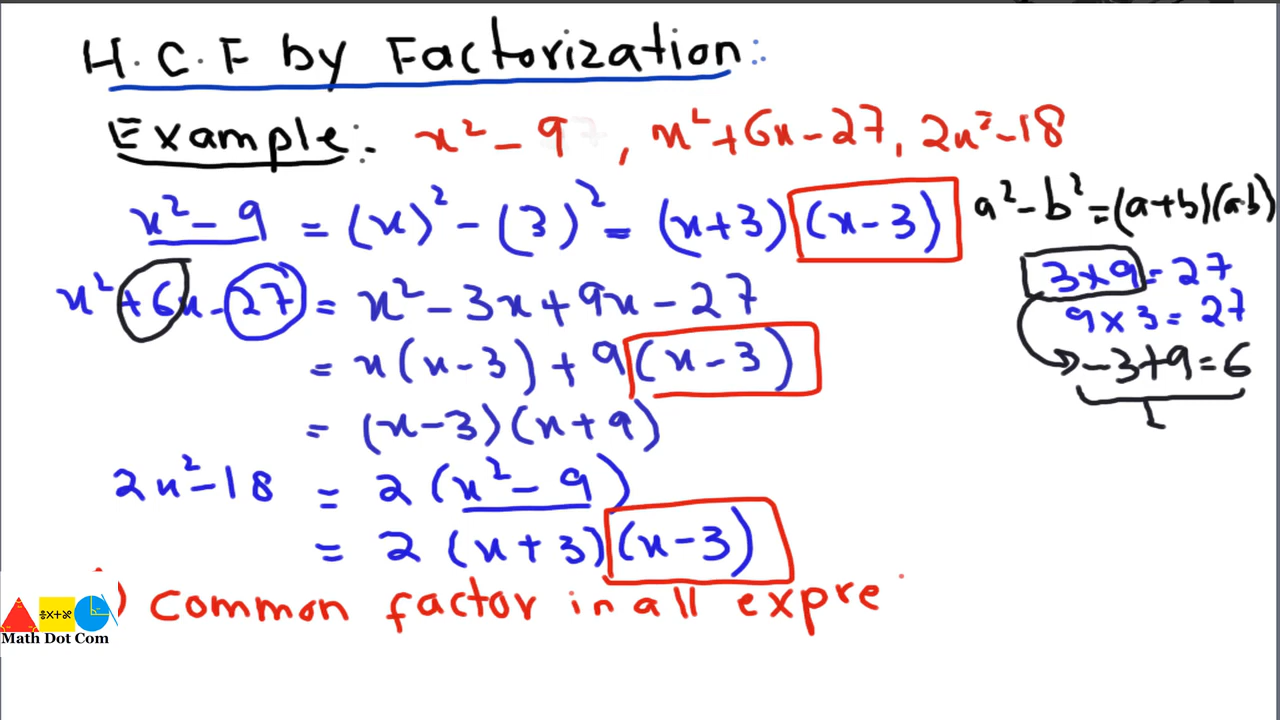 H.C.F by Factorization:
Example:- x² - 9, x² + 6x - 27, 2x² - 18
x² - 9 = (x)² - (3)² = (x+3)(x-3)
a² - b² = (a+b)(a-b)
x² + 6x - 27 = x² - 3x + 9x - 27
3 × 9 = 27
9 × 3 = 27
= x(x-3) + 9(x-3)
-3+9=6
= (x-3)(x+9)
2x² - 18 = 2(x² - 9)
= 2(x+3)(x-3)
) common factor in all expre
÷x+x²
Math Dot Com